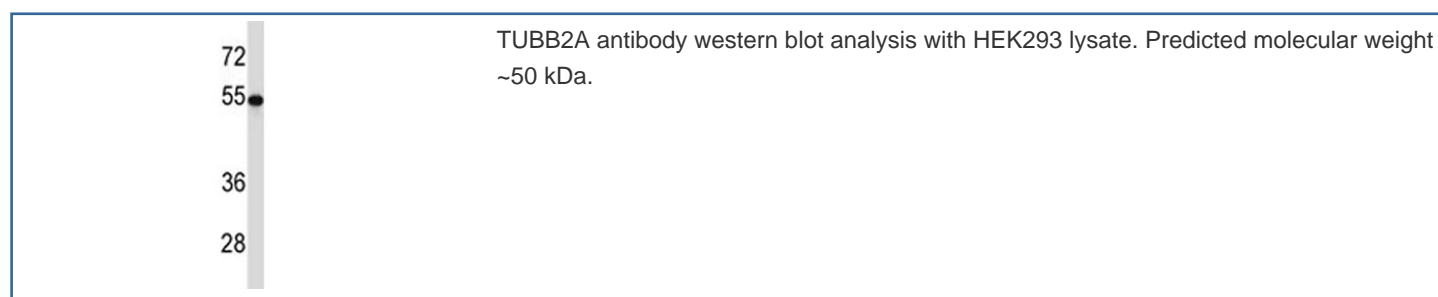 TUBB2A antibody western blot analysis with HEK293 lysate. Predicted molecular weight
~50 kDa.
72
55
36
28